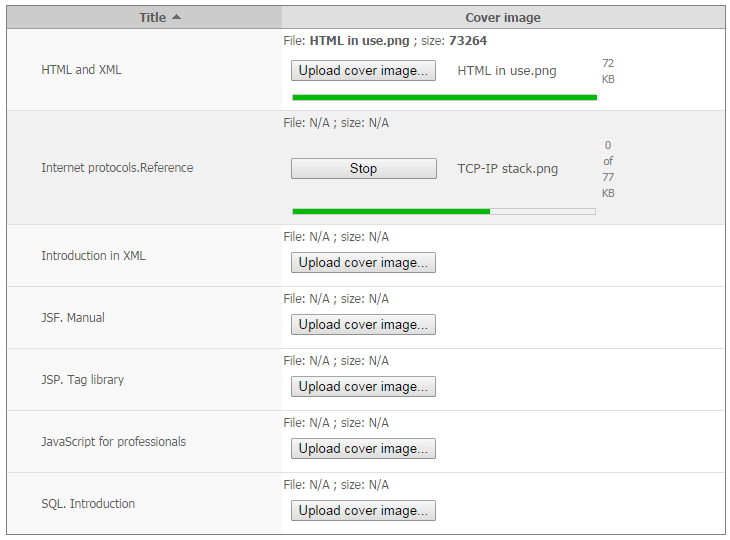 Title Cover image
File: HTML in use.png ; size: 73264
HTML and XML Upload cover image... HTML in use.png 72
KB
File: N/A ; size: N/A
Internet protocols.Reference Stop TCP-IP stack.png 0
of
77
KB
File: N/A ; size: N/A
Introduction in XML
Upload cover image...
File: N/A ; size: N/A
JSF. Manual
Upload cover image...
File: N/A ; size: N/A
JSP. Tag library
Upload cover image...
File: N/A ; size: N/A
JavaScript for professionals
Upload cover image...
File: N/A ; size: N/A
SQL. Introduction
Upload cover image...